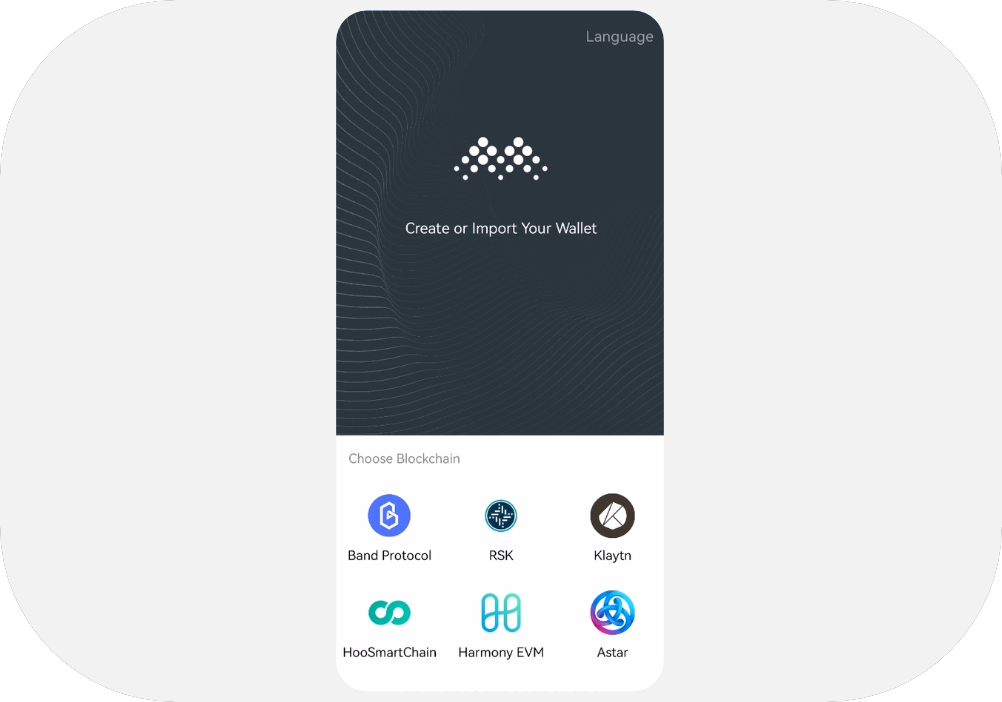 Language
Create or Import Your Wallet
Choose Blockchain
Band Protocol RSK Klaytn
HooSmartChain Harmony EVM Astar